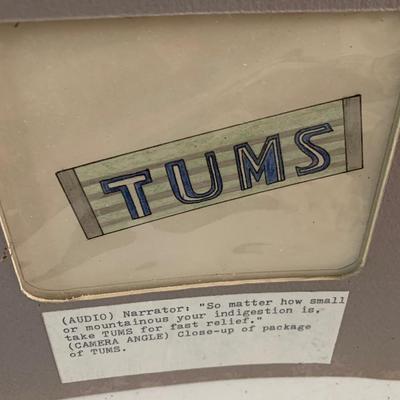 TUMS
(AUDIO) Narrator: "So matter how small
or mountainous your indigestion is,
take TUMS for fast relief."
(CAMERA ANGLE) Close-up of package
of TUMS.